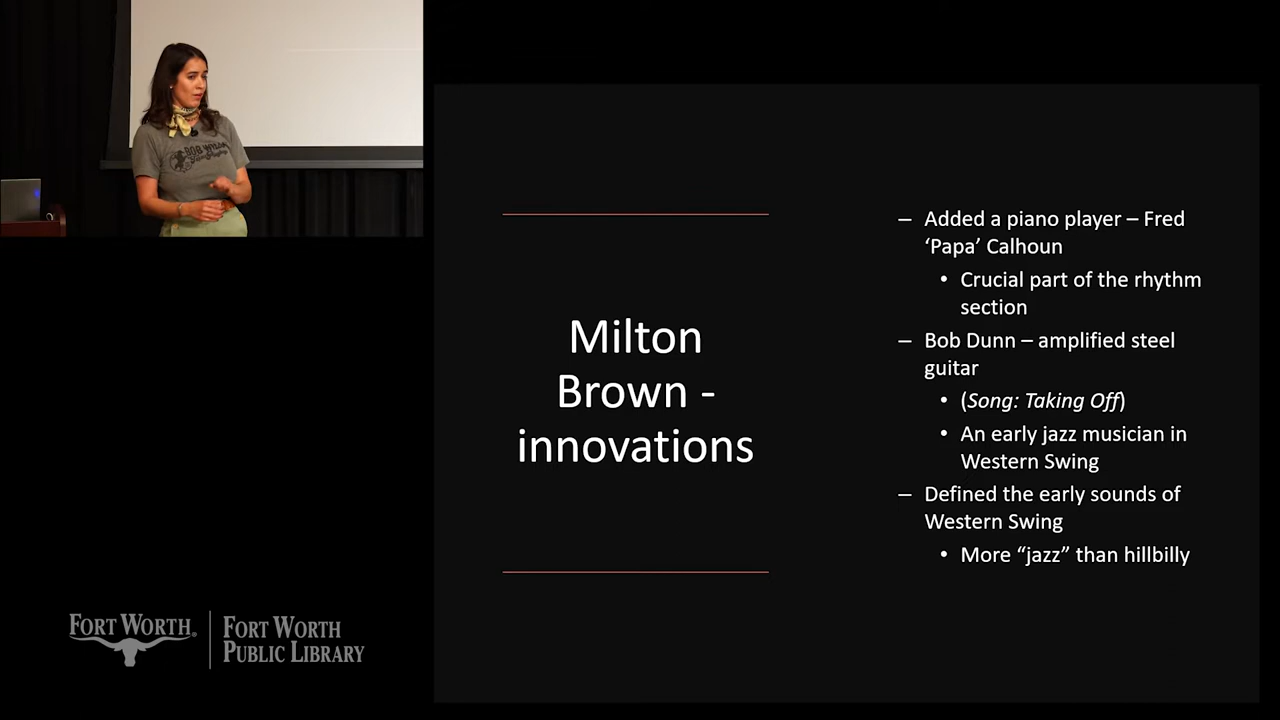 BOB WILLS
Milton
Brown -
innovations
– Added a piano player – Fred
‘Papa’ Calhoun
• Crucial part of the rhythm
section
– Bob Dunn – amplified steel
guitar
• (Song: Taking Off)
• An early jazz musician in
Western Swing
– Defined the early sounds of
Western Swing
• More “jazz” than hillbilly
FORT WORTH®
FORT WORTH
PUBLIC LIBRARY